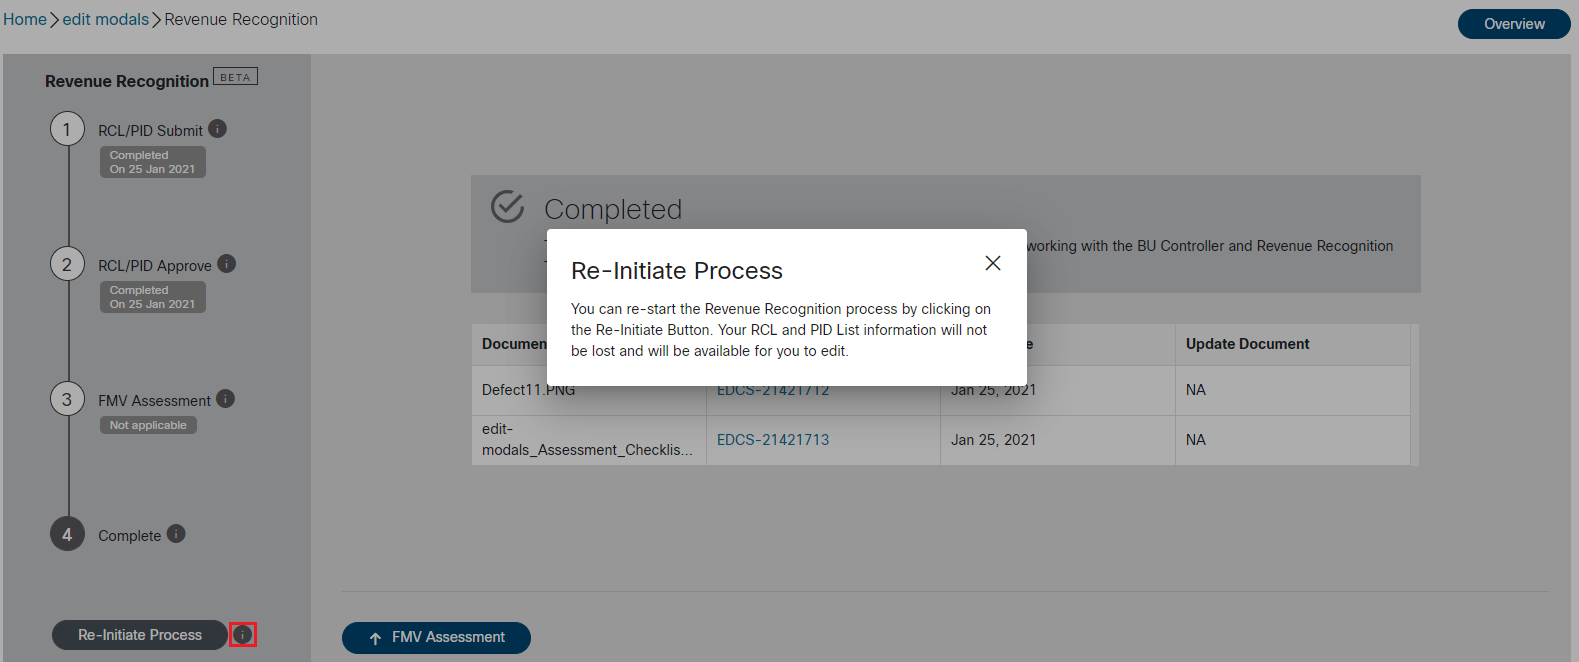 Home > edit modals > Revenue Recognition
Overview
Revenue Recognition BETA
1 RCL/PID Submit i
Completed
On 25 Jan 2021
2 RCL/PID Approve i
Completed
On 25 Jan 2021
3 FMV Assessment i
Not applicable
4 Complete i
Re-Initiate Process i
Completed
working with the BU Controller and Revenue Recognition
Re-Initiate Process
You can re-start the Revenue Recognition process by clicking on
the Re-Initiate Button. Your RCL and PID List information will not
be lost and will be available for you to edit.
Update Document
Defect11.PNG EDCS-21421712 Jan 25, 2021 NA
edit-
modals_Assessment_Checklis... EDCS-21421713 Jan 25, 2021 NA
FMV Assessment